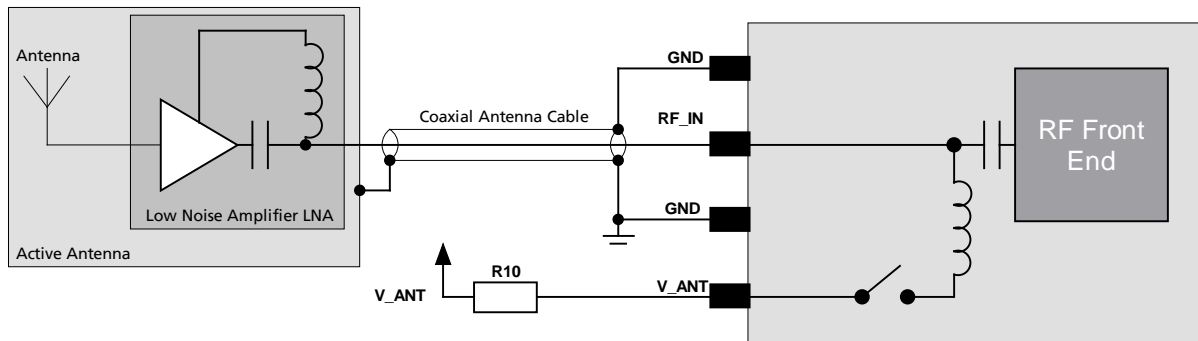 Antenna
Low Noise Amplifier LNA
Active Antenna
Coaxial Antenna Cable
GND
RF_IN
GND
V_ANT
R10
V_ANT
RF Front
End